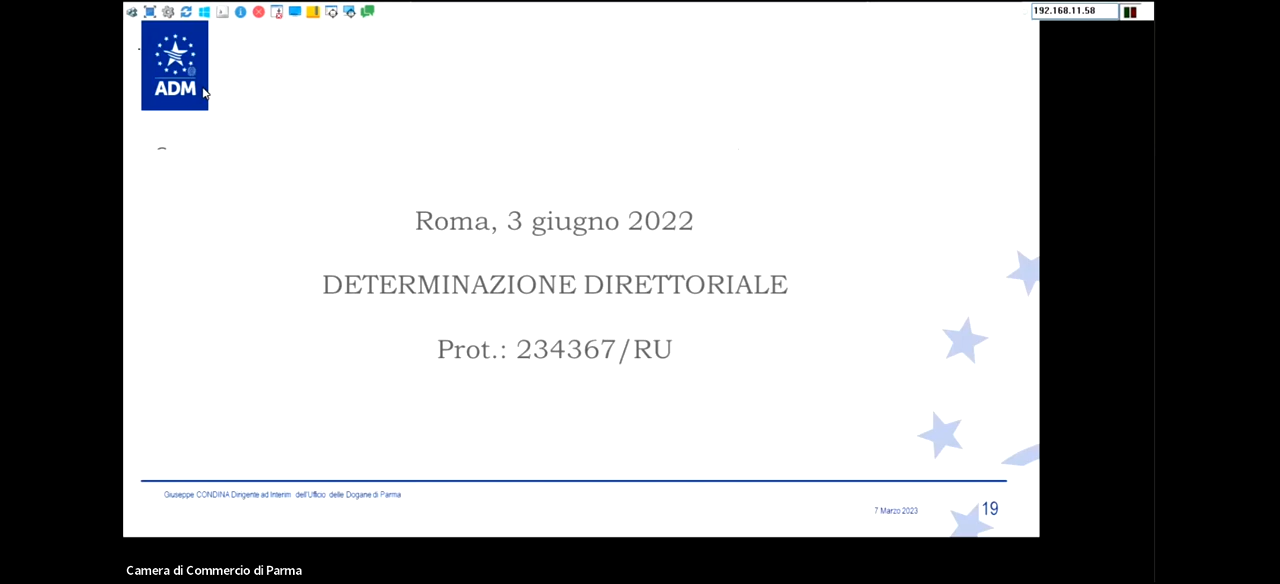 192.168.11.58
ADM
Roma, 3 giugno 2022
DETERMINAZIONE DIRETTORIALE
Prot.: 234367/RU
Giuseppe CONDINA Dirigente ad Interim dell'Ufficio delle Dogane di Parma
7 Marzo 2023
19
Camera di Commercio di Parma